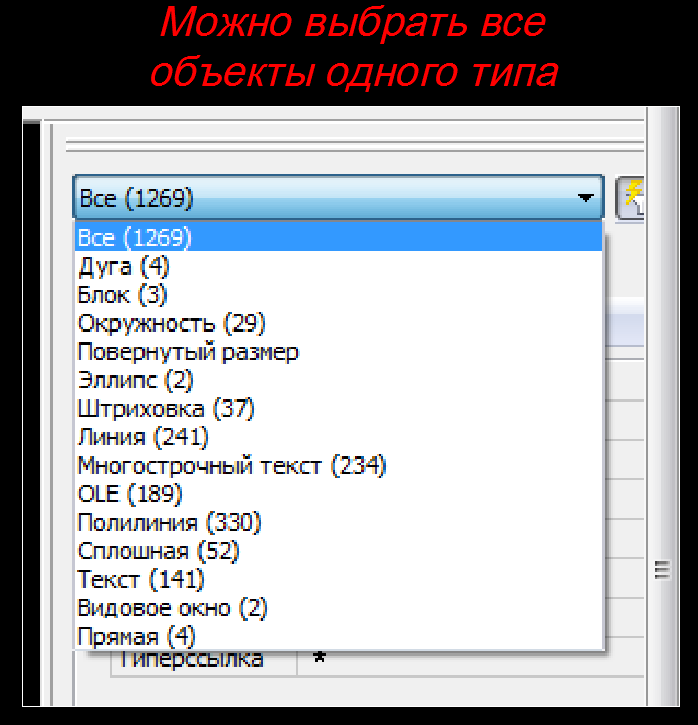 Можно выбрать все
объекты одного типа
Все (1269)
Все (1269)
Дуга (4)
Блок (3)
Окружность (29)
Повернутый размер
Эллипс (2)
Штриховка (37)
Линия (241)
Многострочный текст (234)
OLE (189)
Полилиния (330)
Сплошная (52)
Текст (141)
Видовое окно (2)
Прямая (4)
Гиперссылка *